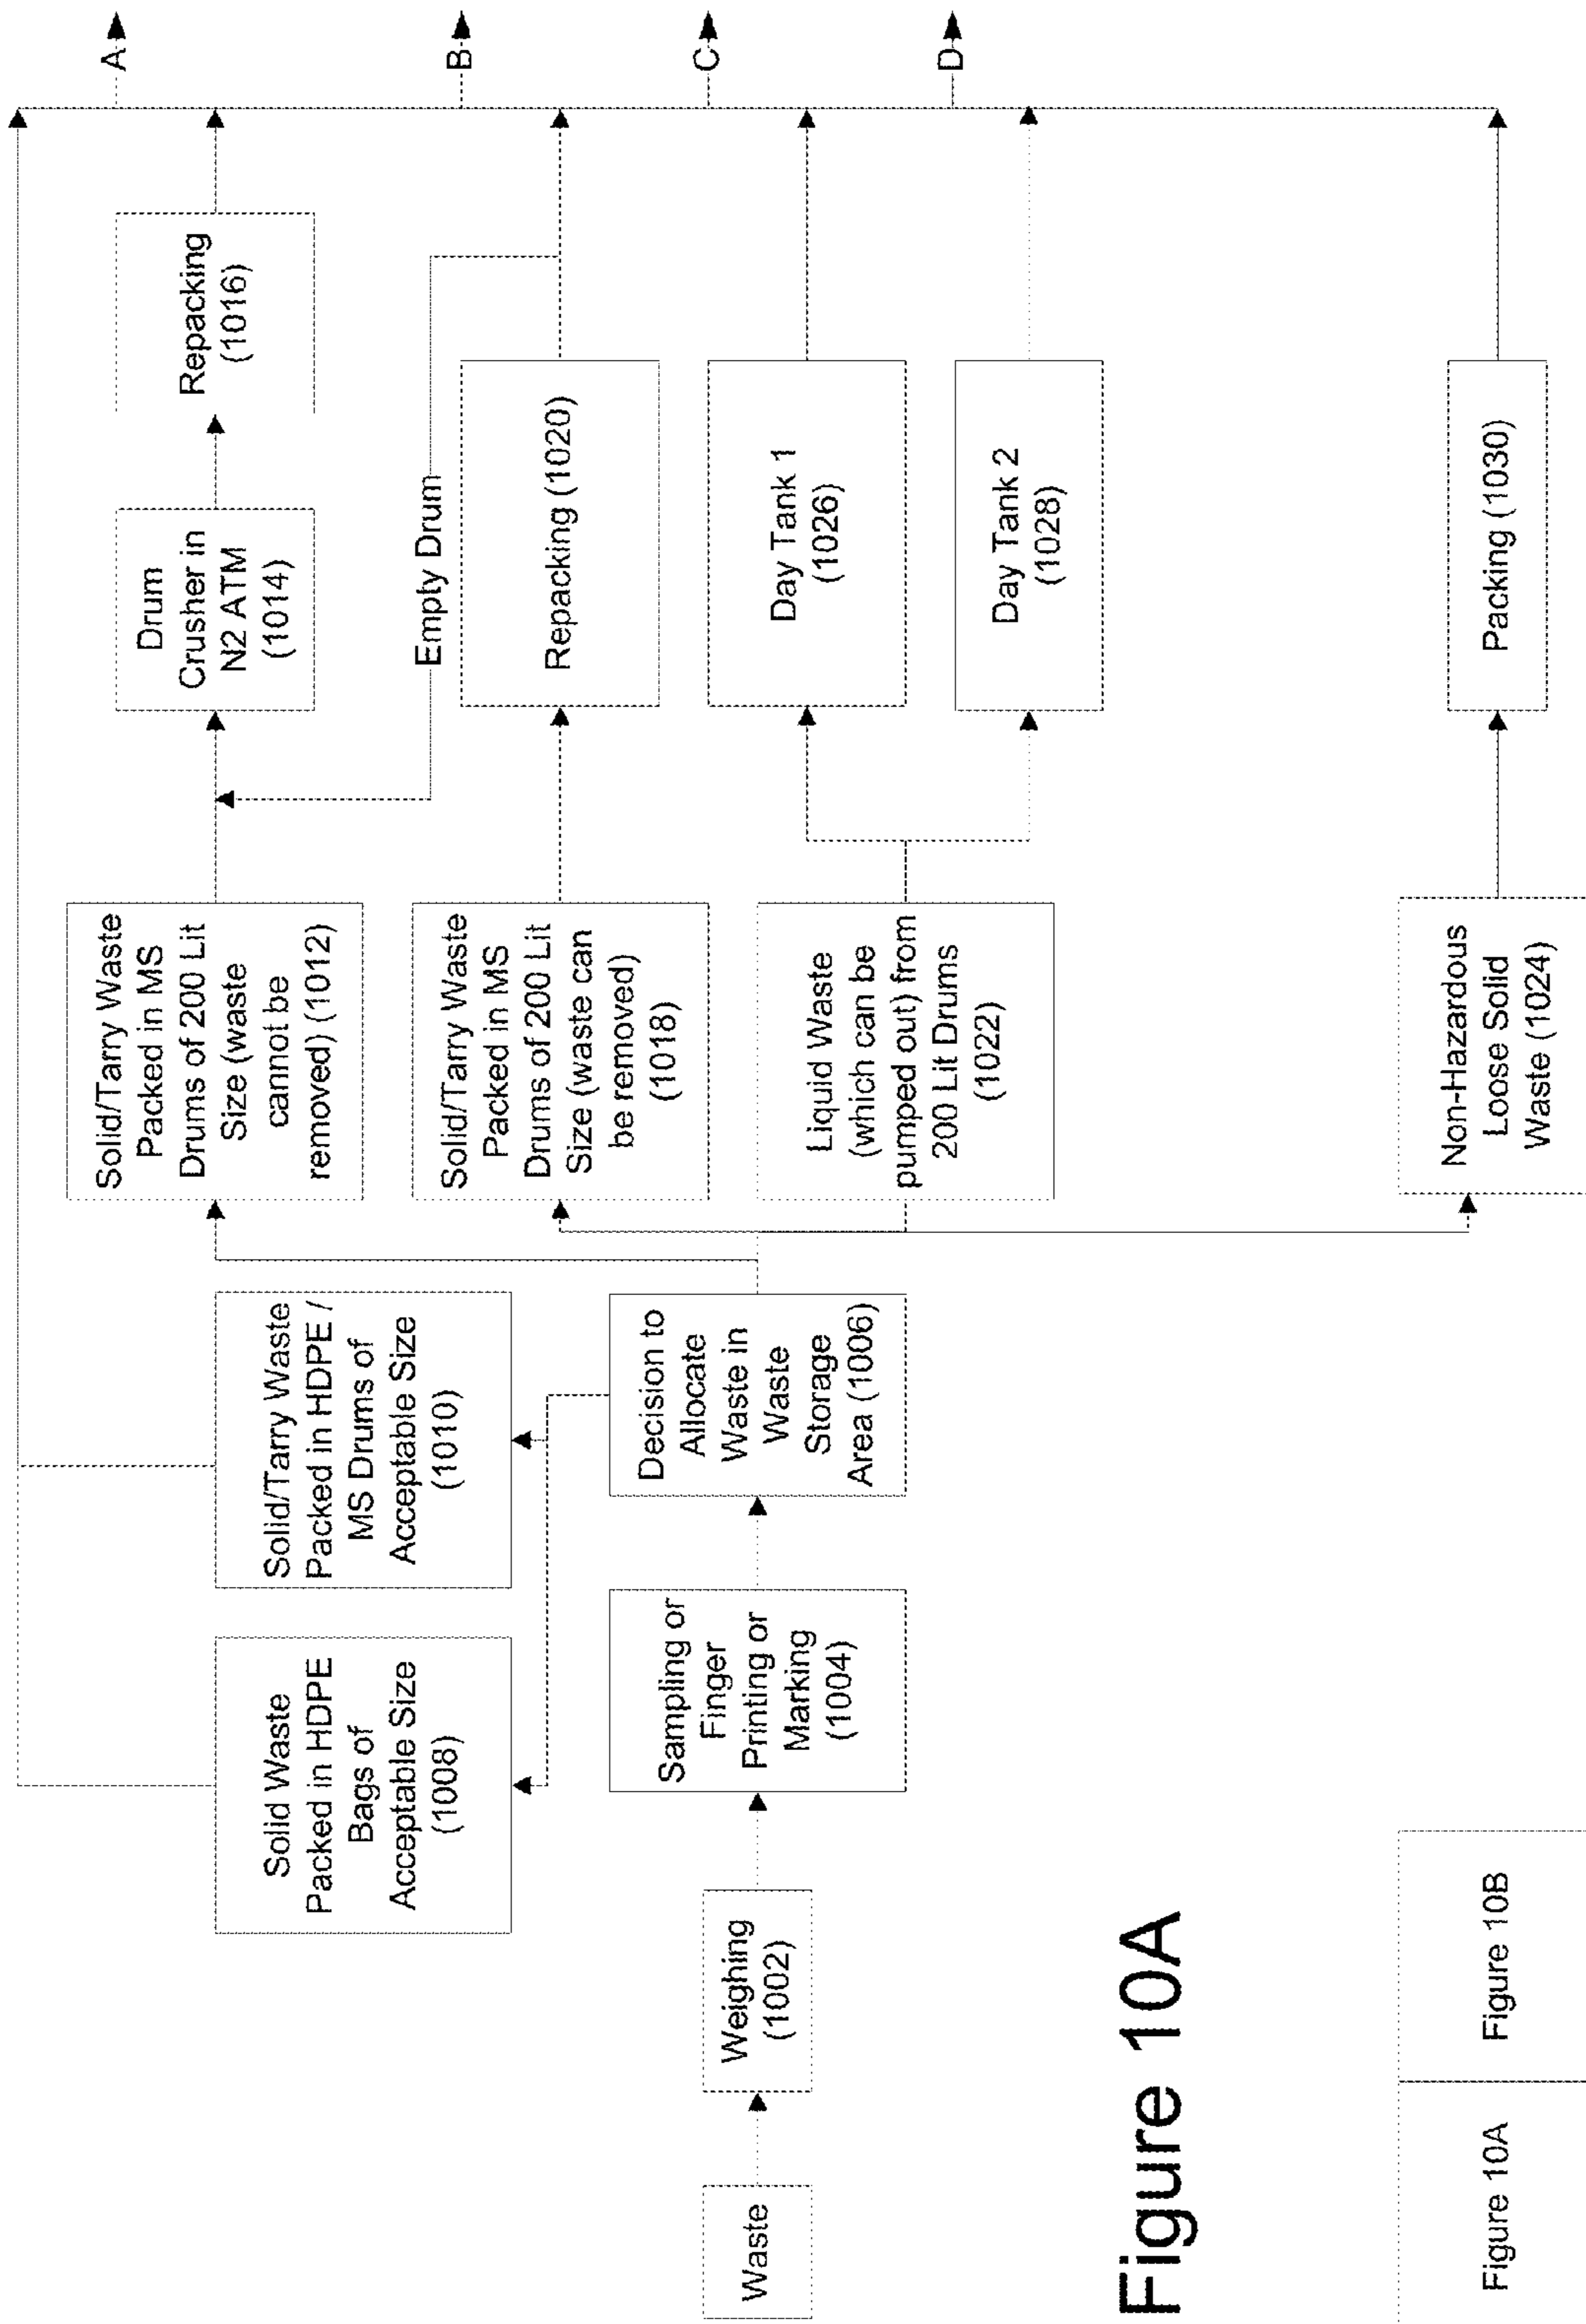 Waste
Weighing
(1002)
Sampling or
Finger
Printing or
Marking
(1004)
Decision to
Allocate
Waste in
Waste
Storage
Area (1006)
Solid Waste
Packed in HDPE
Bags of
Acceptable Size
(1008)
Solid/Tarry Waste
Packed in HDPE /
MS Drums of
Acceptable Size
(1010)
Solid/Tarry Waste
Packed in MS
Drums of 200 Lit
Size (waste
cannot be
removed) (1012)
Drum
Crusher in
N2 ATM
(1014)
Repacking
(1016)
Empty Drum
Solid/Tarry Waste
Packed in MS
Drums of 200 Lit
Size (waste can
be removed)
(1018)
Repacking (1020)
Liquid Waste
(which can be
pumped out) from
200 Lit Drums
(1022)
Day Tank 1
(1026)
Day Tank 2
(1028)
Non-Hazardous
Loose Solid
Waste (1024)
Packing (1030)
A
B
C
D
Figure 10A
Figure 10A
Figure 10B